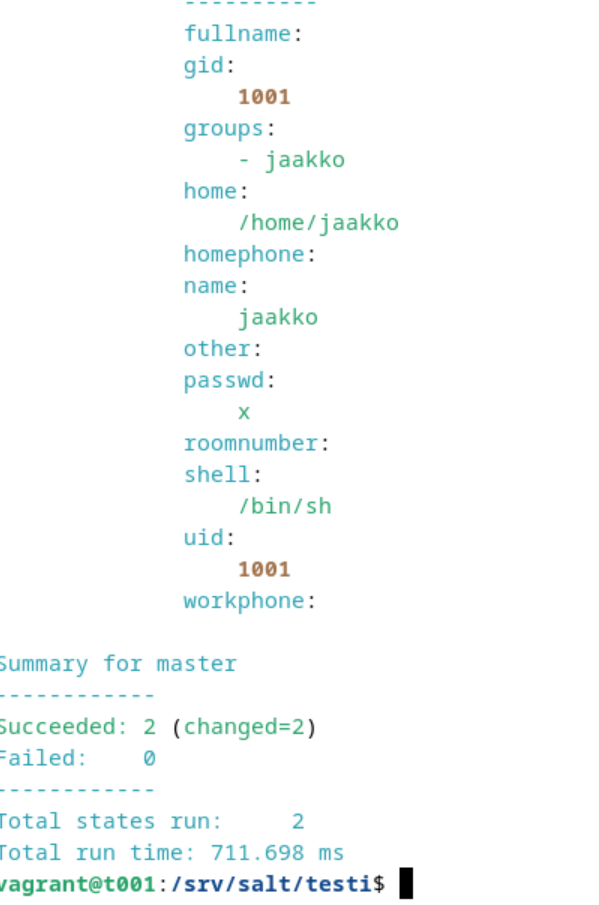 ----------
fullname:
gid:
1001
groups:
- jaakko
home:
/home/jaakko
homephone:
name:
jaakko
other:
passwd:
x
roomnumber:
shell:
/bin/sh
uid:
1001
workphone:
Summary for master
------------
Succeeded: 2 (changed=2)
Failed:    0
------------
Total states run:     2
Total run time: 711.698 ms
vagrant@t001:/srv/salt/testi$